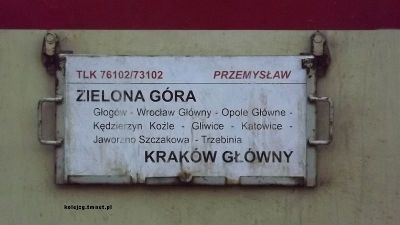 TLK 76102/73102 PRZEMYSŁAW
ZIELONA GÓRA
Głogów - Wrocław Główny - Opole Główne -
Kędzierzyn Koźle - Gliwice - Katowice -
Jaworzno Szczakowa - Trzebinia
KRAKÓW GŁÓWNY
kolejcg.tmnet.pl